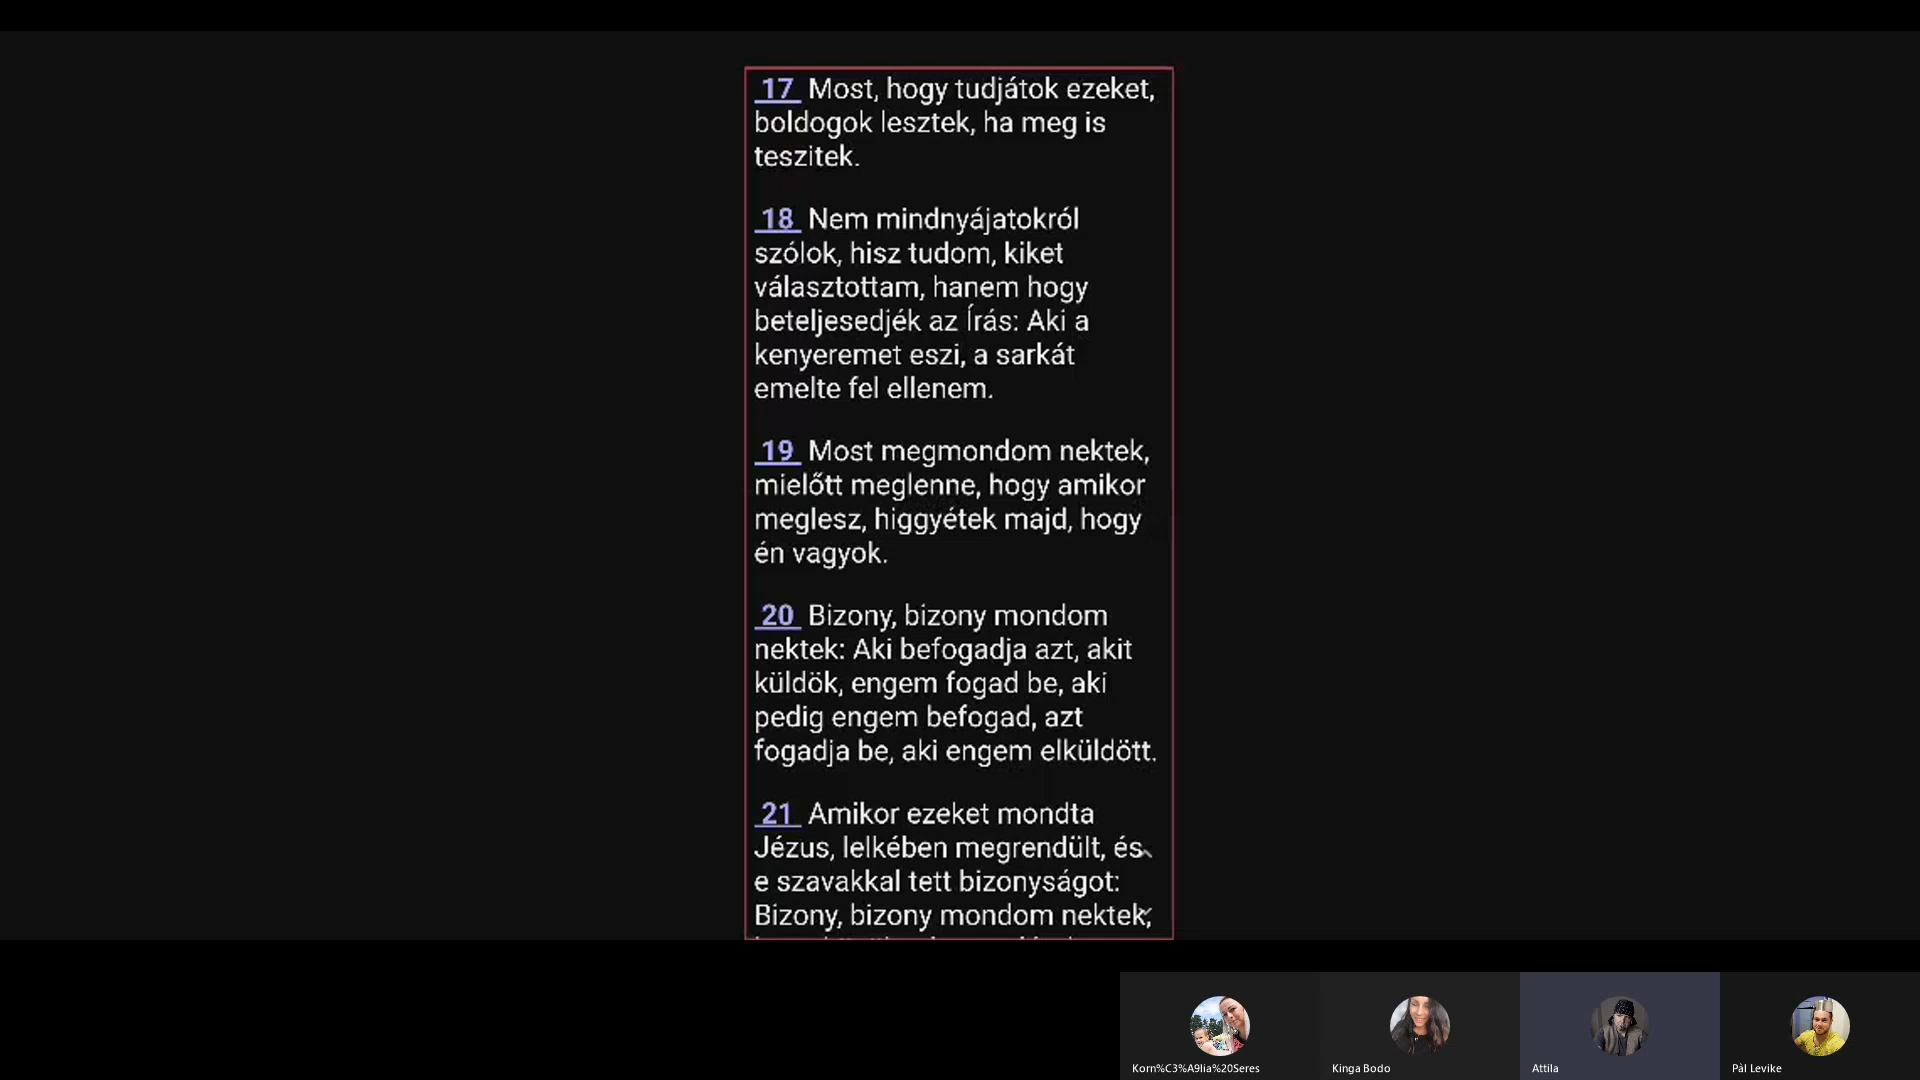 17 Most, hogy tudjátok ezeket,
boldogok lesztek, ha meg is
teszitek.
18 Nem mindnyájatokról
szólok, hisz tudom, kiket
választottam, hanem hogy
beteljesedjék az Írás: Aki a
kenyeremet eszi, a sarkát
emelte fel ellenem.
19 Most megmondom nektek,
mielőtt meglenne, hogy amikor
meglesz, higgyétek majd, hogy
én vagyok.
20 Bizony, bizony mondom
nektek: Aki befogadja azt, akit
küldök, engem fogad be, aki
pedig engem befogad, azt
fogadja be, aki engem elküldött.
21 Amikor ezeket mondta
Jézus, lelkében megrendült, és
e szavakkal tett bizonyságot:
Bizony, bizony mondom nektek,
Korn%C3%A9lia%20Seres
Kinga Bodo
Attila
Pàl Levike